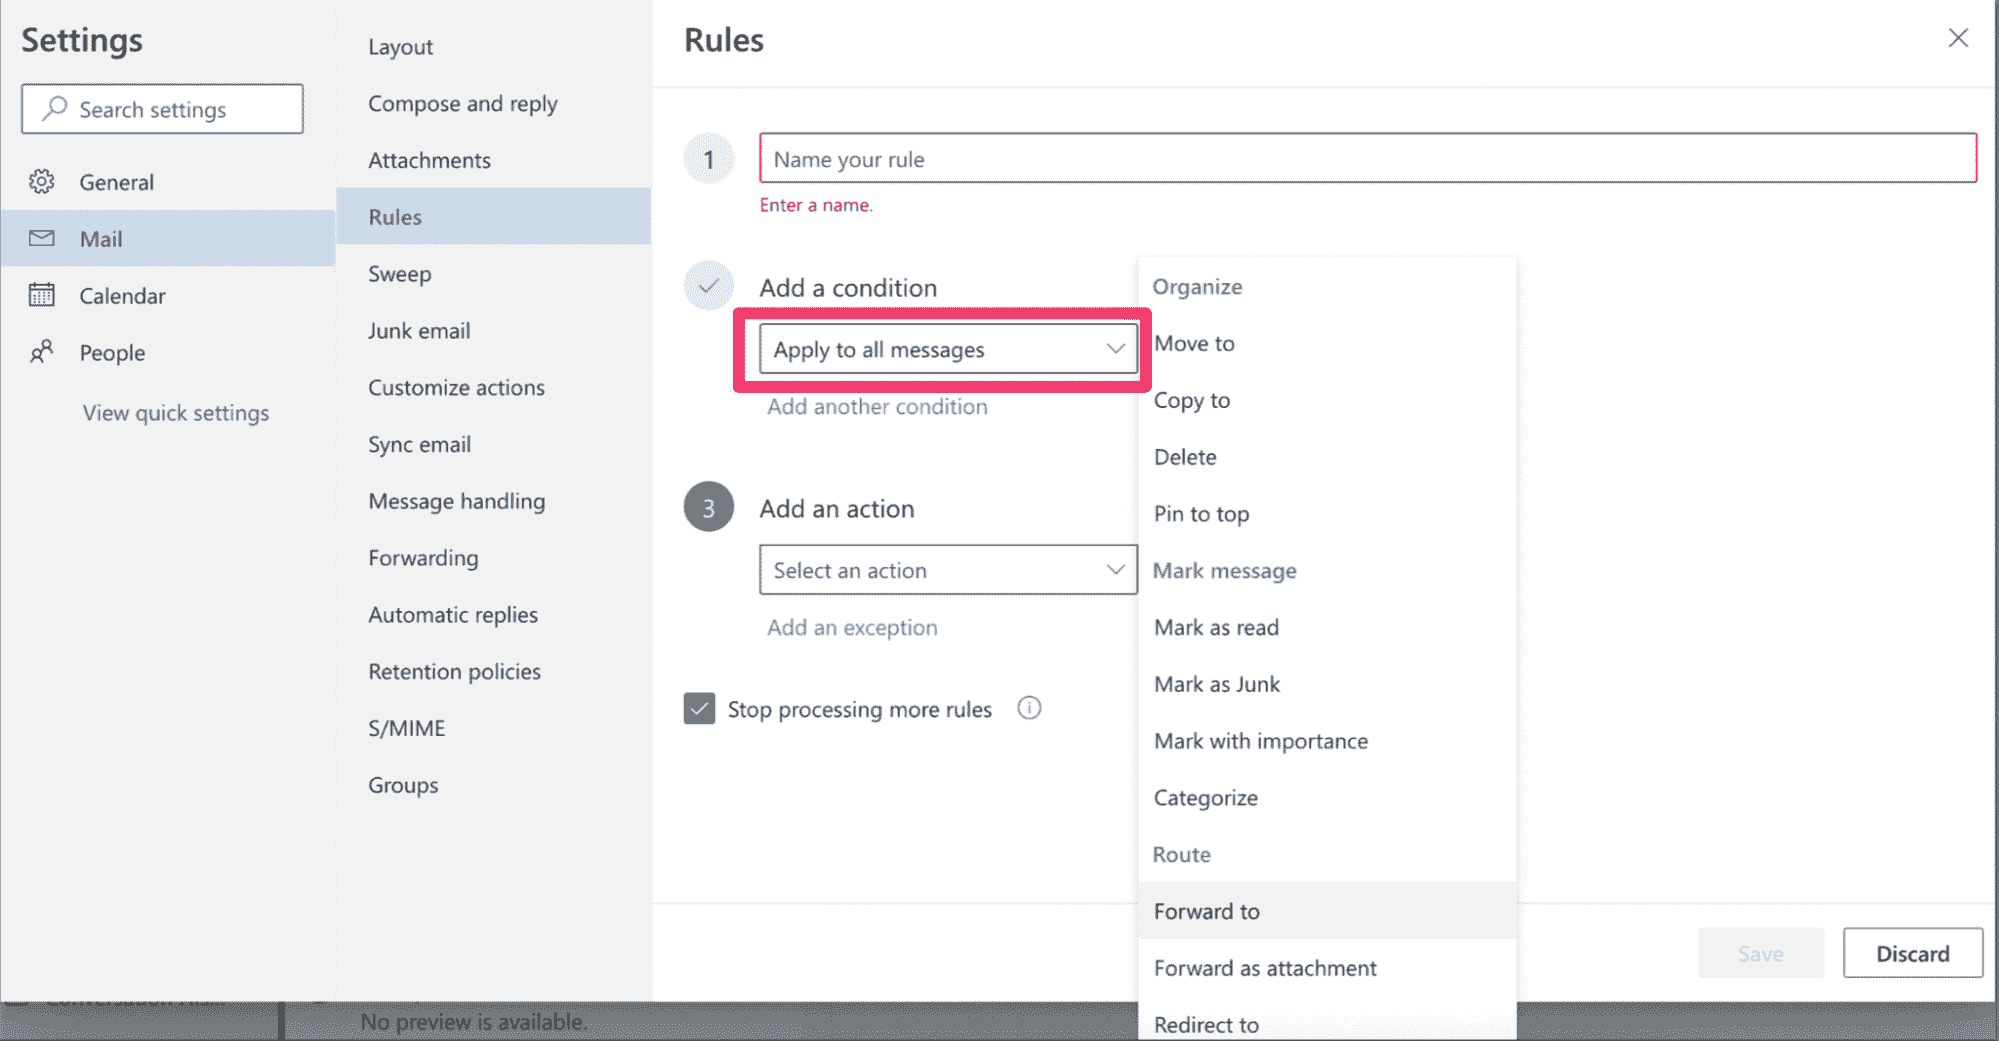 Settings
Search settings
General
Mail
Calendar
People
View quick settings
Layout
Compose and reply
Attachments
Rules
Sweep
Junk email
Customize actions
Sync email
Message handling
Forwarding
Automatic replies
Retention policies
S/MIME
Groups
Rules
1
Name your rule
Enter a name.
Add a condition
Apply to all messages
Add another condition
3
Add an action
Select an action
Add an exception
Stop processing more rules
Organize
Move to
Copy to
Delete
Pin to top
Mark message
Mark as read
Mark as Junk
Mark with importance
Categorize
Route
Forward to
Forward as attachment
Redirect to
Save
Discard
No preview is available.